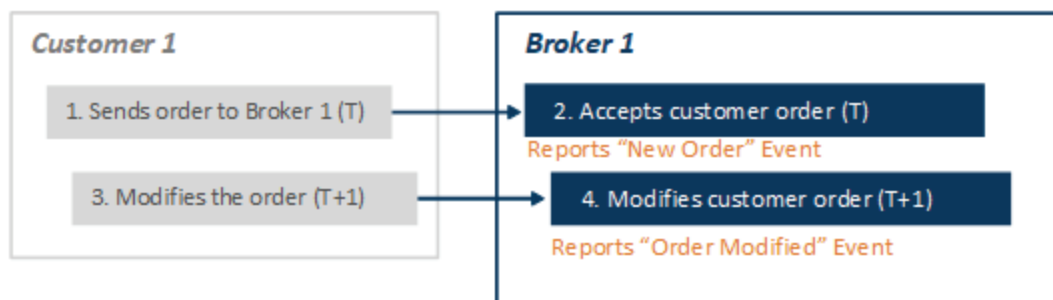 Customer 1
1. Sends order to Broker 1 (T)
3. Modifies the order (T+1)
Broker 1
2. Accepts customer order (T)
Reports “New Order” Event
4. Modifies customer order (T+1)
Reports “Order Modified” Event